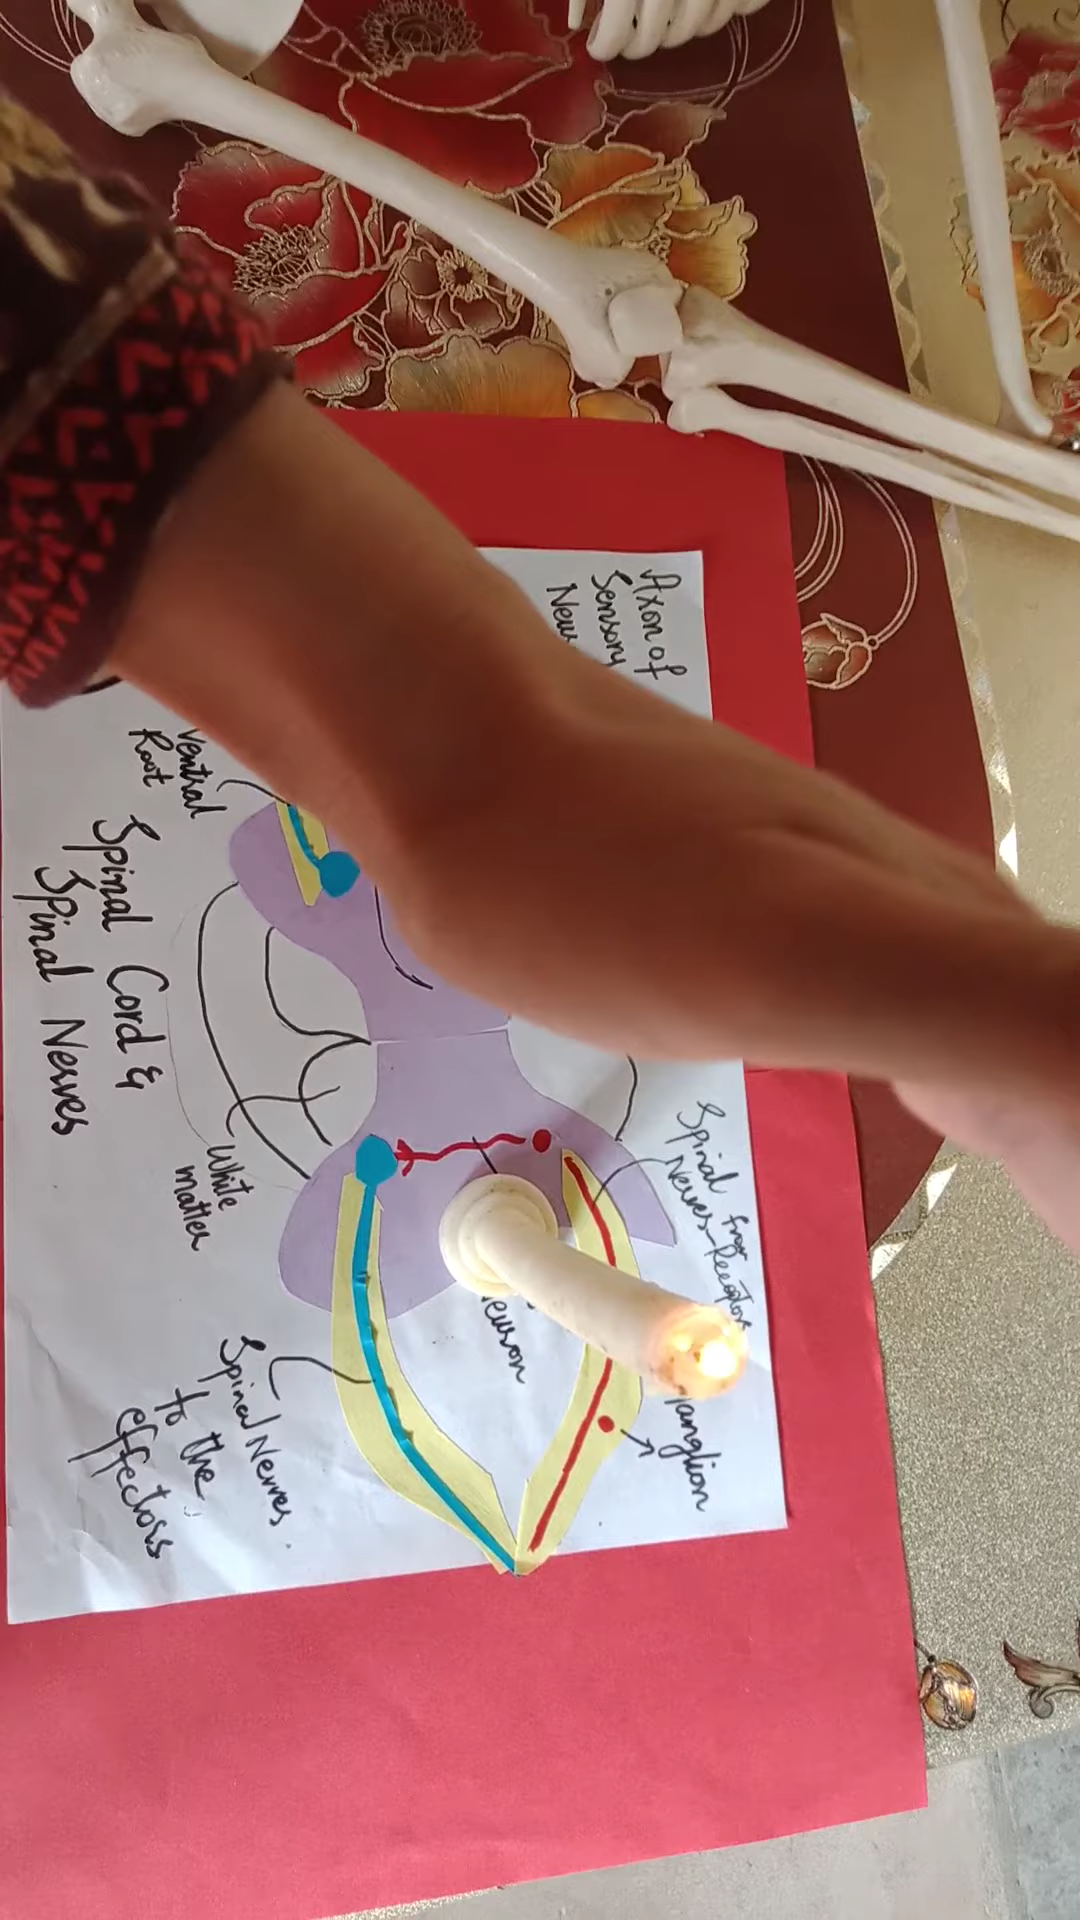 Axon of
Sensory
Ventral
Root
Spinal Cord &
Spinal Nerves
White
matter
Spinal from
Nerves-Receptors
Spinal Nerves
to the
effectors